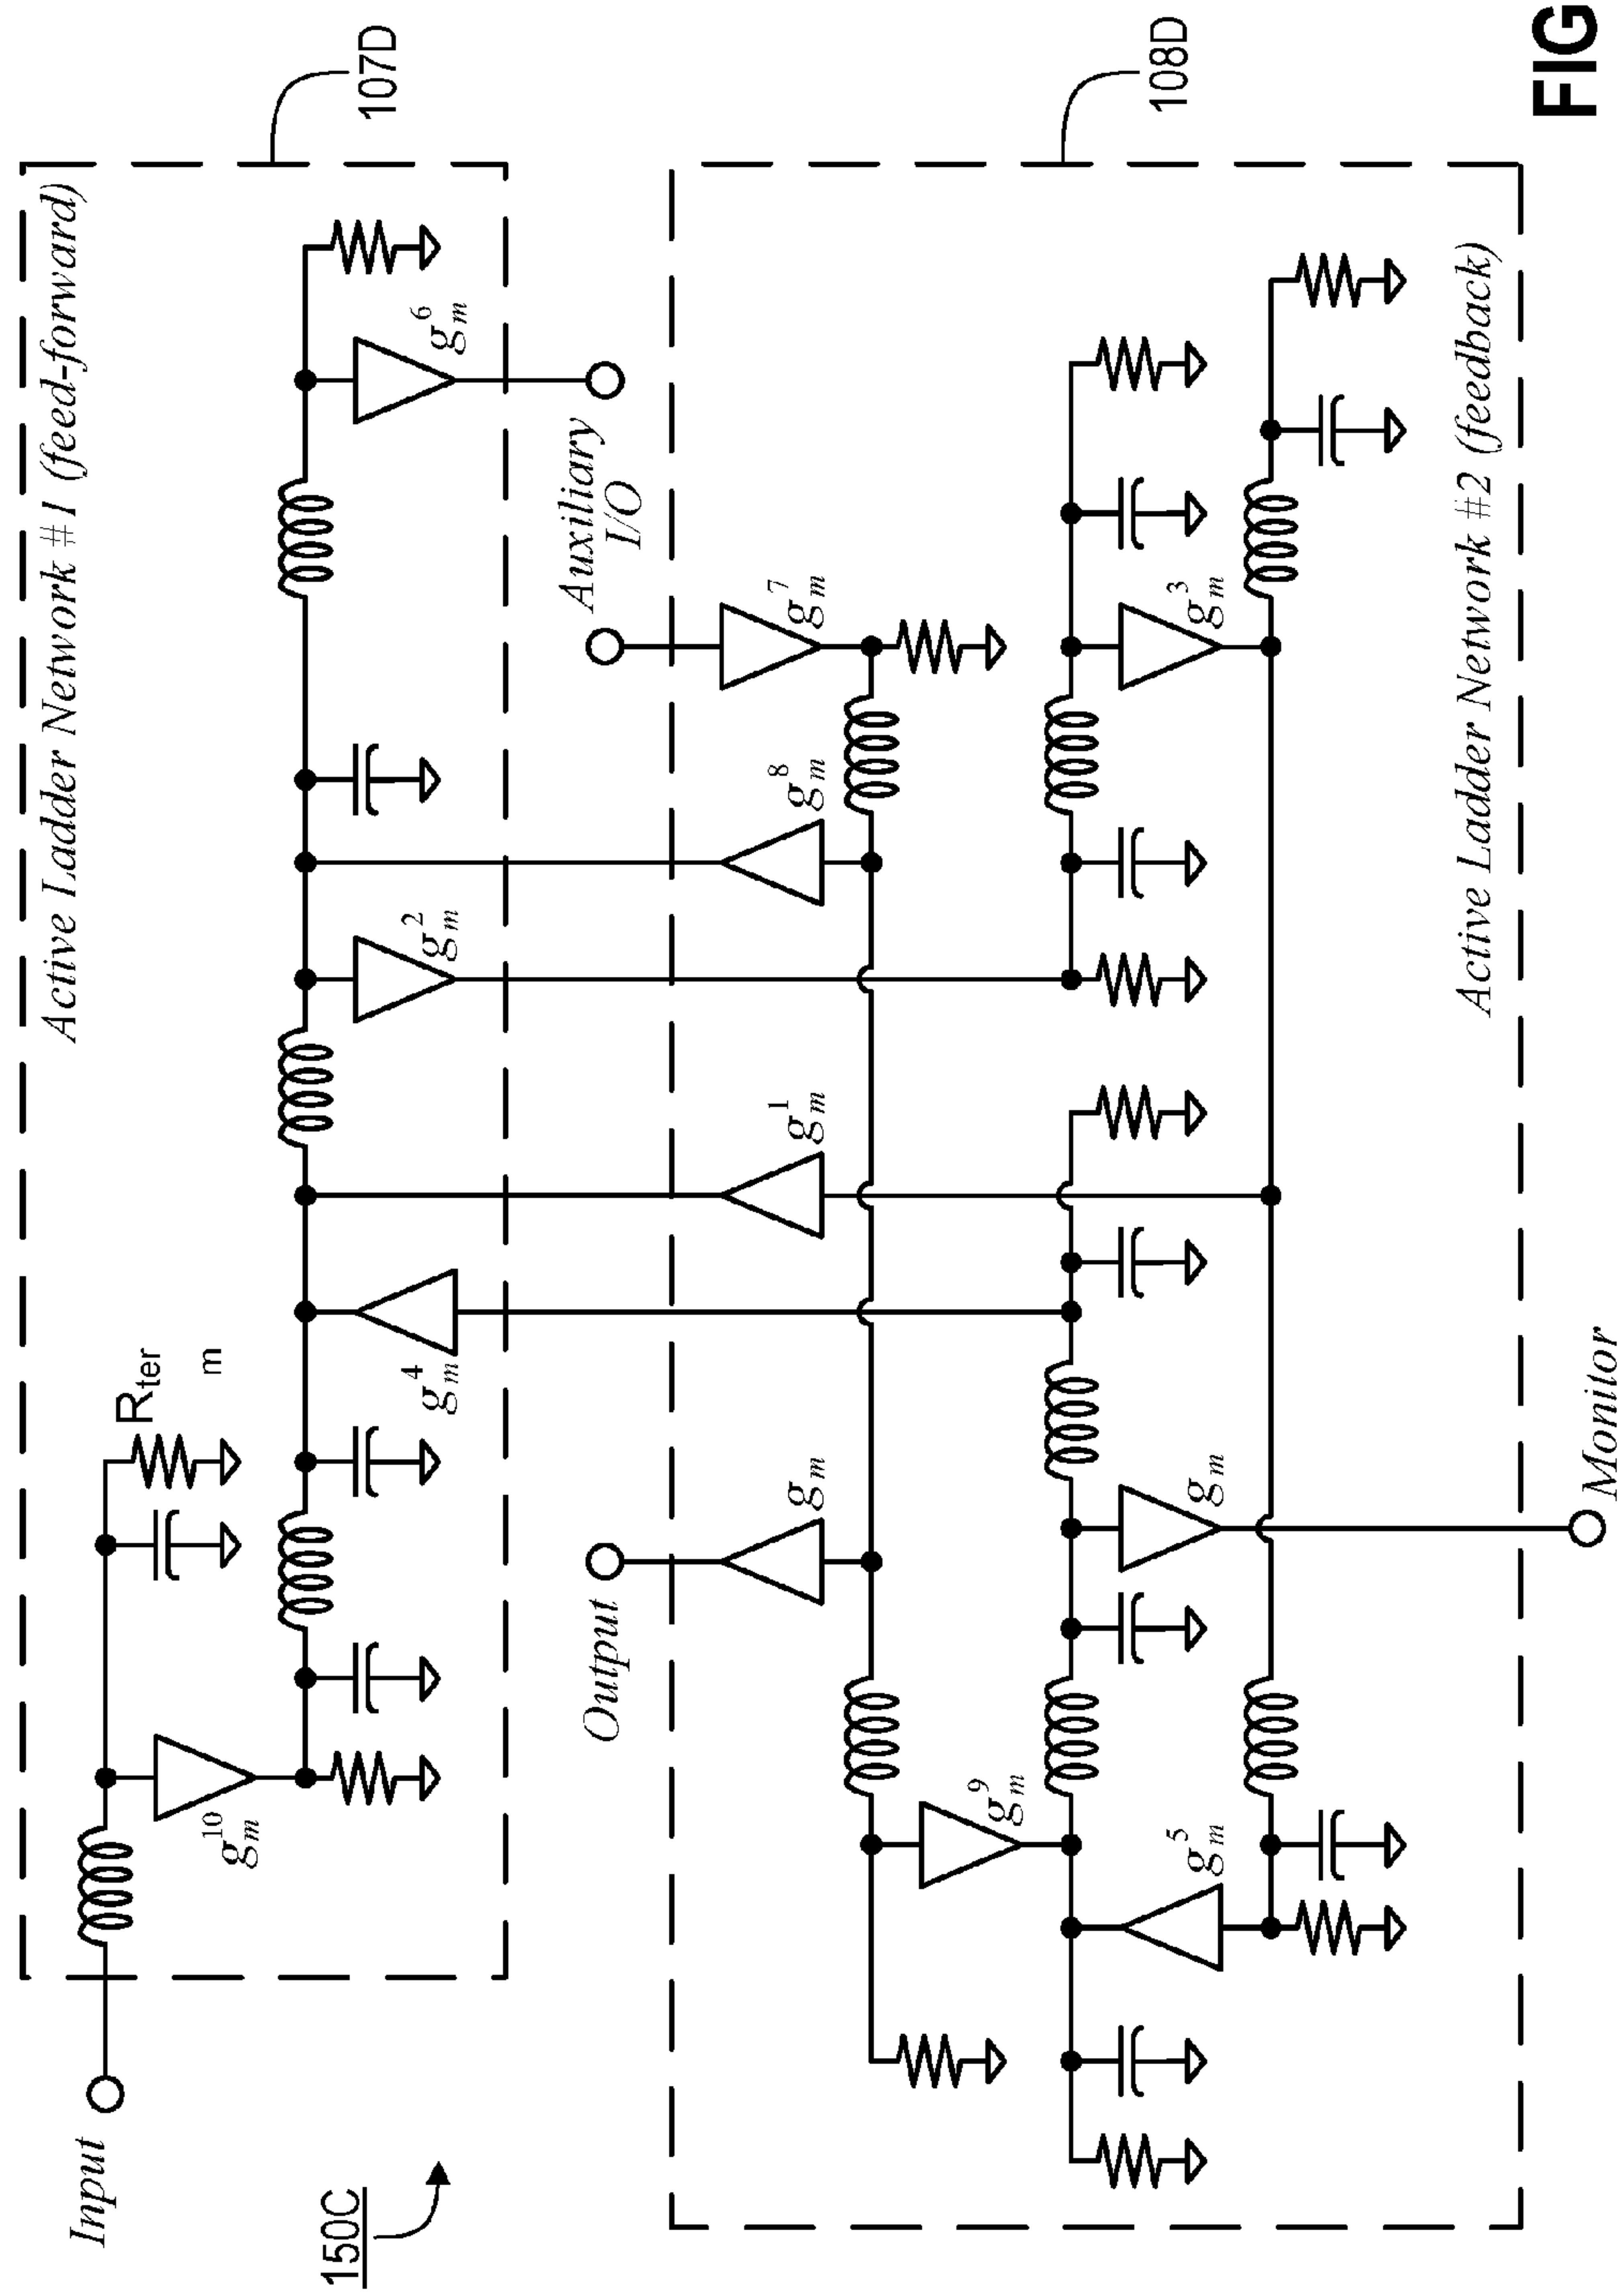 150C
Input
Active Ladder Network #1 (feed-forward)
107D
R_ter
m
g_m^10
g_m^4
g_m^2
g_m^6
Output
Auxiliary
I/O
g_m
g_m^1
g_m^8
g_m^7
g_m^9
g_m^5
g_m
g_m^3
Active Ladder Network #2 (feedback)
108D
Monitor
FIG